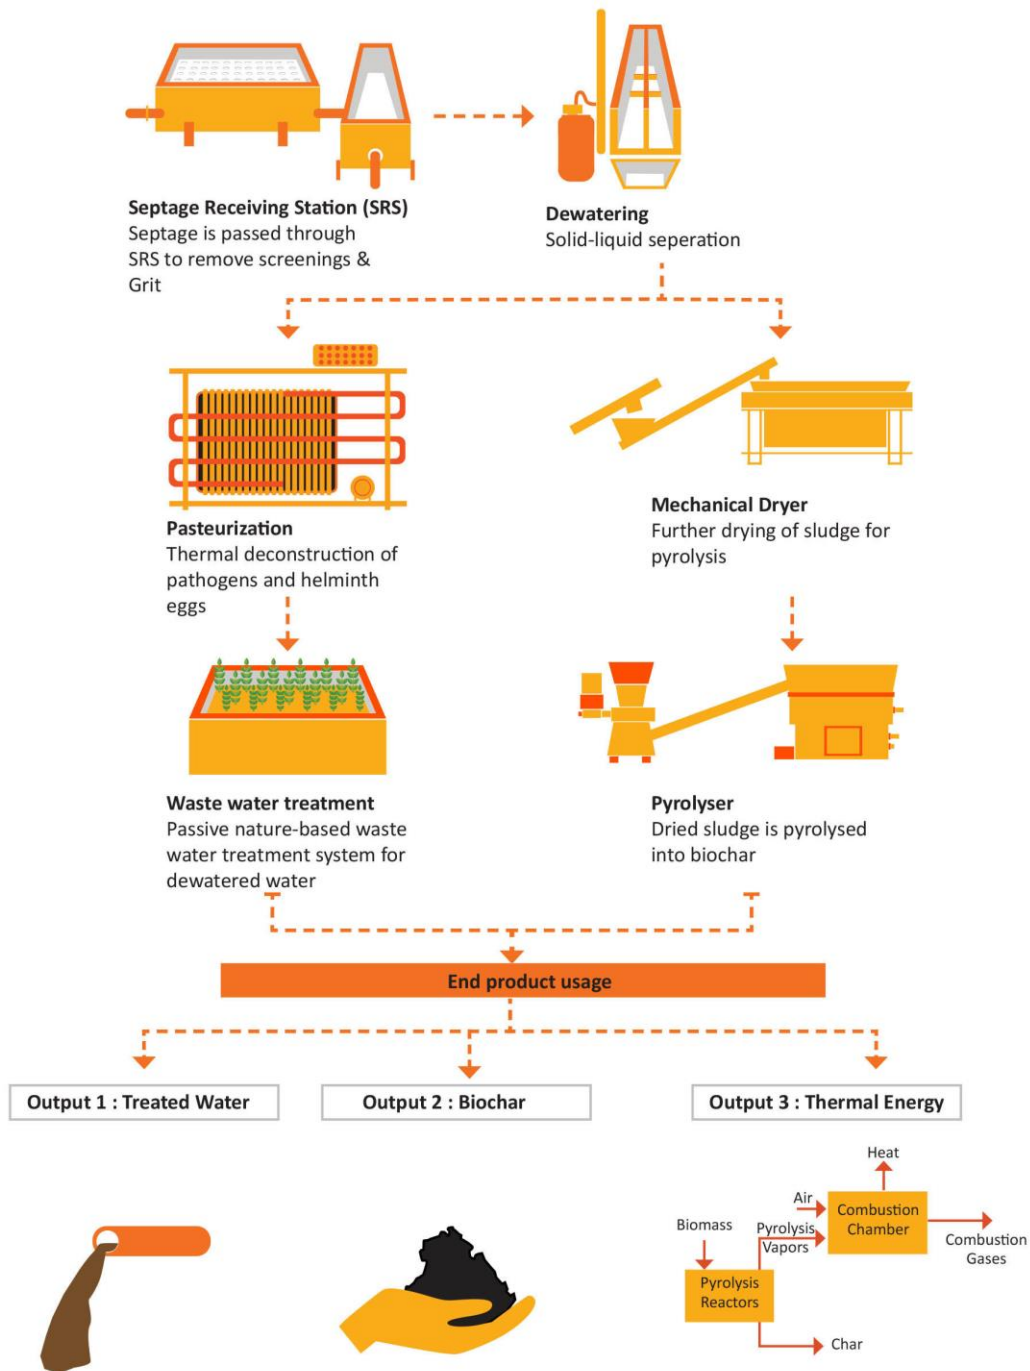 Septage Receiving Station (SRS)
Septage is passed through
SRS to remove screenings &
Grit
Dewatering
Solid-liquid seperation
Pasteurization
Thermal deconstruction of
pathogens and helminth
eggs
Mechanical Dryer
Further drying of sludge for
pyrolysis
Waste water treatment
Passive nature-based waste
water treatment system for
dewatered water
Pyrolyser
Dried sludge is pyrolysed
into biochar
End product usage
Output 1 : Treated Water
Output 2 : Biochar
Output 3 : Thermal Energy
Heat
Air
Combustion
Chamber
Biomass
Pyrolysis
Vapors
Combustion
Gases
Pyrolysis
Reactors
Char